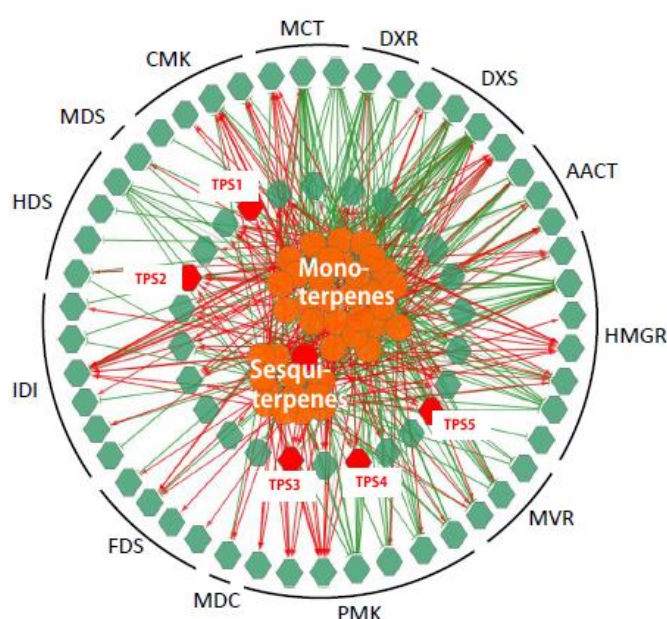 MCT
DXR
CMK
DXS
MDS
AACT
TPS1
HDS
TPS2
Mono-
terpenes
HMGR
Sesqui-
terpenes
IDI
TPS5
TPS3
TPS4
MVR
FDS
MDC
PMK